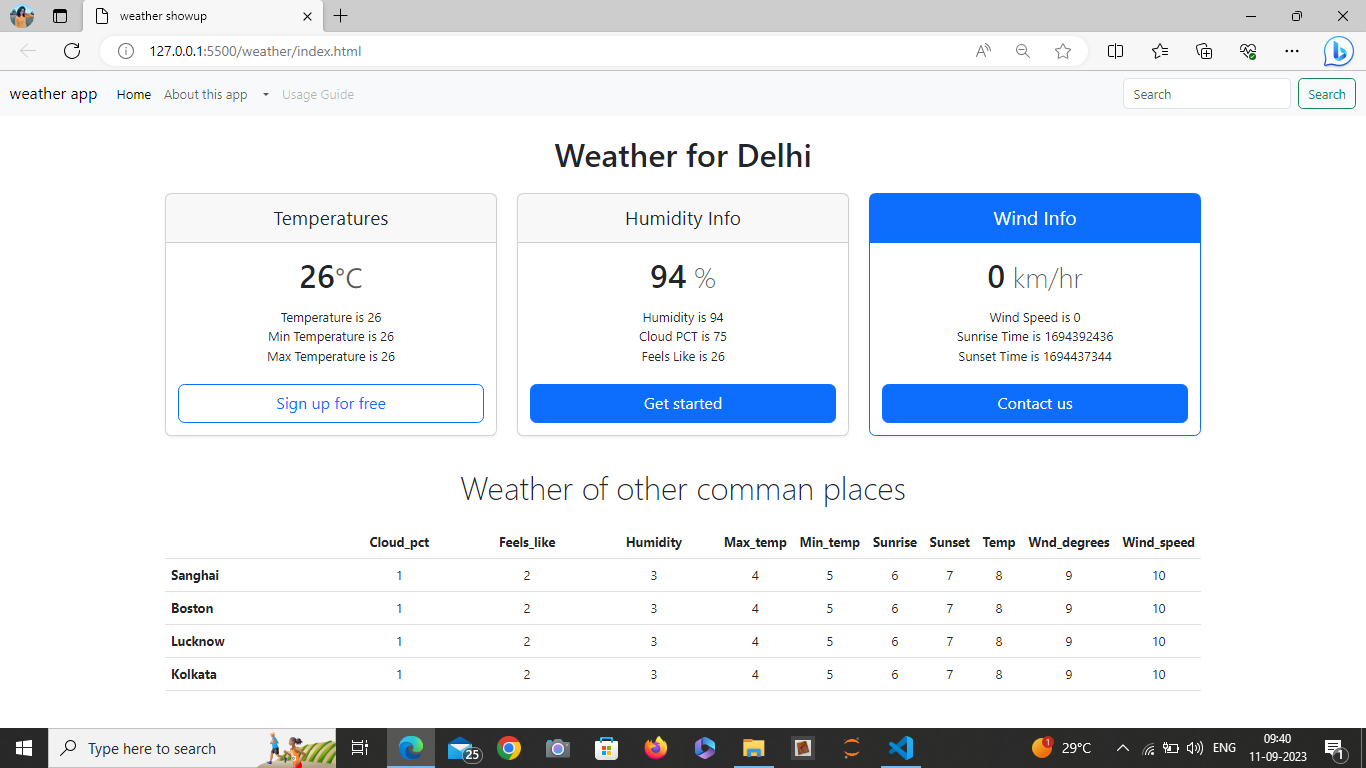 weather showup
127.0.0.1:5500/weather/index.html
weather app Home About this app Usage Guide Search Search
Weather for Delhi
Temperatures
26°C
Temperature is 26
Min Temperature is 26
Max Temperature is 26
Sign up for free
Humidity Info
94 %
Humidity is 94
Cloud PCT is 75
Feels Like is 26
Get started
Wind Info
0 km/hr
Wind Speed is 0
Sunrise Time is 1694392436
Sunset Time is 1694437344
Contact us
Weather of other comman places
Cloud_pct Feels_like Humidity Max_temp Min_temp Sunrise Sunset Temp Wnd_degrees Wind_speed
Sanghai 1 2 3 4 5 6 7 8 9 10
Boston 1 2 3 4 5 6 7 8 9 10
Lucknow 1 2 3 4 5 6 7 8 9 10
Kolkata 1 2 3 4 5 6 7 8 9 10
Type here to search 25 1 29°C ENG 09:40
11-09-2023 1